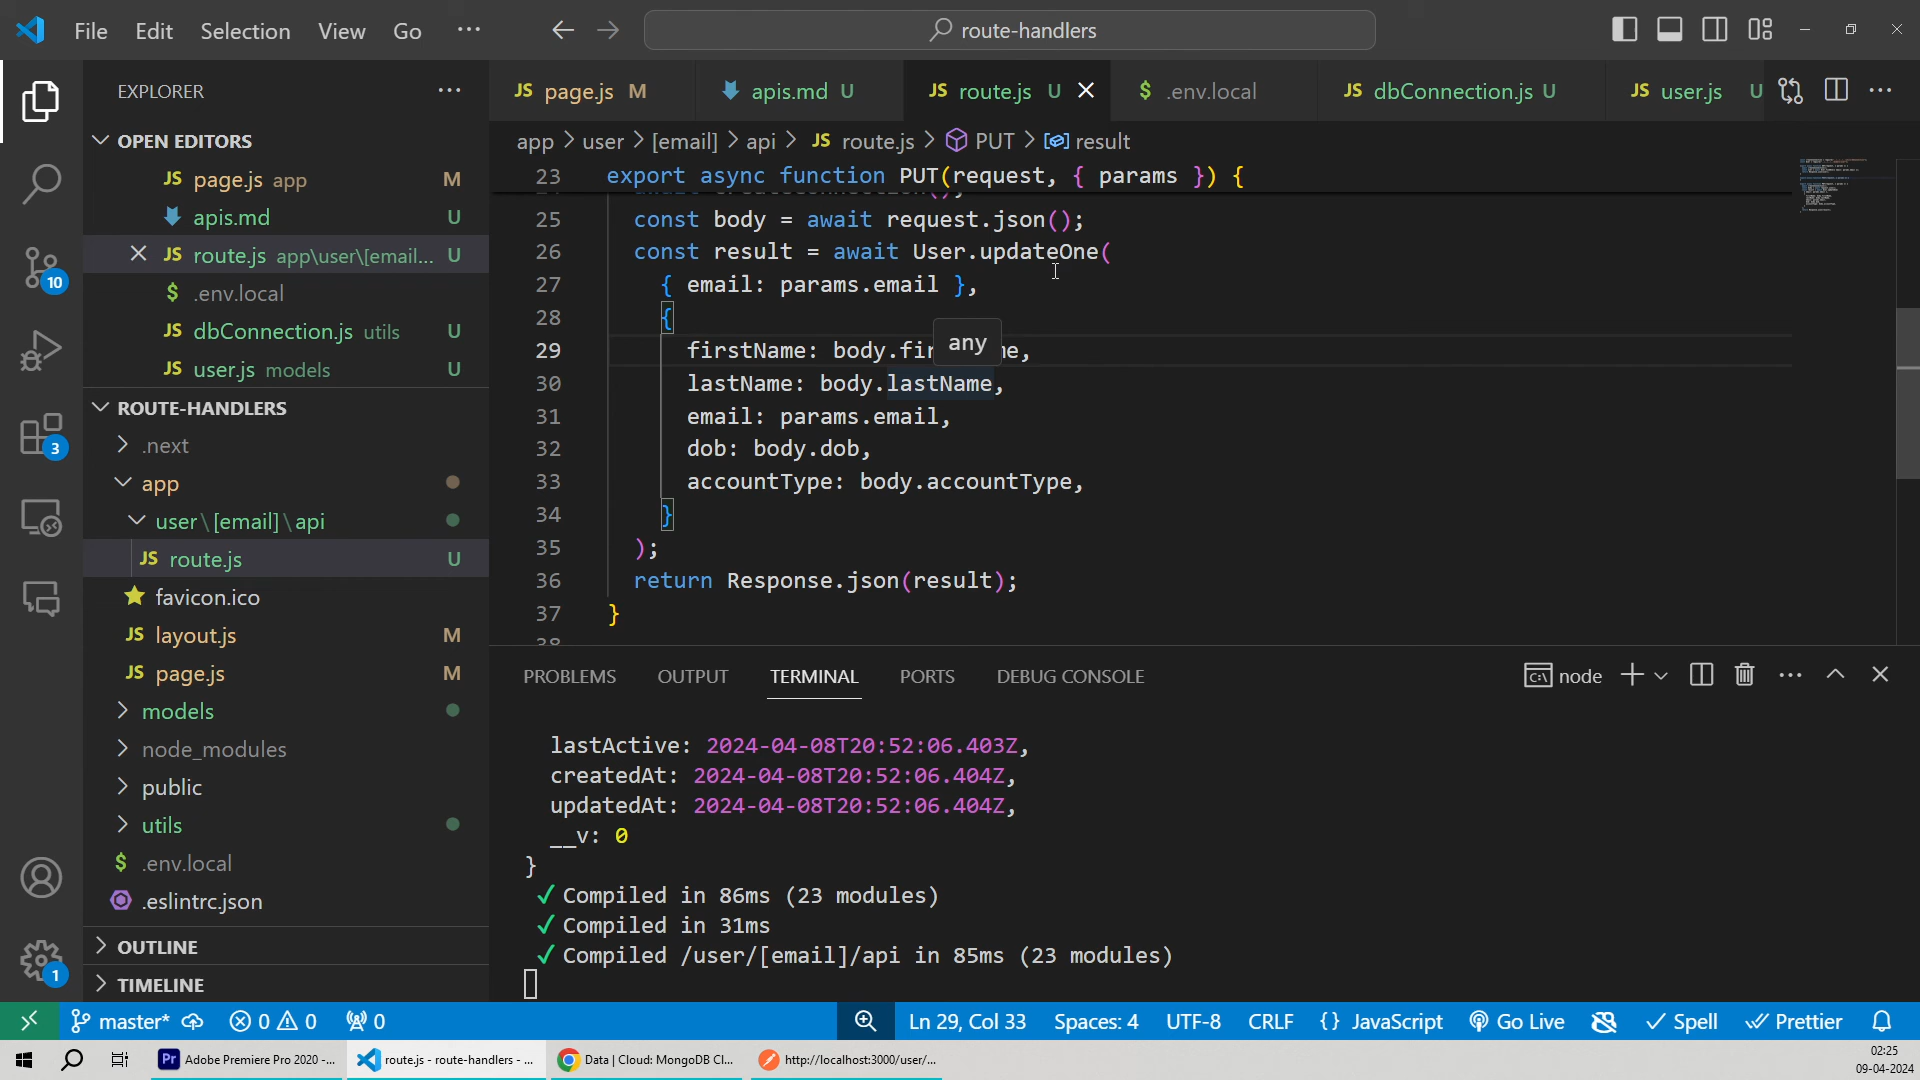 File Edit Selection View Go ··· route-handlers
EXPLORER ···
JS page.js M apis.md U JS route.js U $ .env.local JS dbConnection.js U JS user.js U
OPEN EDITORS
JS page.js app M
apis.md U
JS route.js app\user\[email... U
$ .env.local
JS dbConnection.js utils U
JS user.js models U
ROUTE-HANDLERS
.next
app
user\[email]\api
JS route.js U
favicon.ico
JS layout.js M
JS page.js M
models
node_modules
public
utils
$ .env.local
.eslintrc.json
OUTLINE
TIMELINE
10
3
1
app > user > [email] > api > JS route.js > PUT > result
23 export async function PUT(request, { params }) {
25 const body = await request.json();
26 const result = await User.updateOne(
27 { email: params.email },
28 {
any
29 firstName: body.fir me,
30 lastName: body.lastName,
31 email: params.email,
32 dob: body.dob,
33 accountType: body.accountType,
34 }
35 );
36 return Response.json(result);
37 }
38
PROBLEMS OUTPUT TERMINAL PORTS DEBUG CONSOLE node
lastActive: 2024-04-08T20:52:06.403Z,
createdAt: 2024-04-08T20:52:06.404Z,
updatedAt: 2024-04-08T20:52:06.404Z,
__v: 0
}
✓ Compiled in 86ms (23 modules)
✓ Compiled in 31ms
✓ Compiled /user/[email]/api in 85ms (23 modules)
master* 0 0 0 Ln 29, Col 33 Spaces: 4 UTF-8 CRLF {} JavaScript Go Live Spell Prettier
Pr Adobe Premiere Pro 2020 -... route.js - route-handlers - ... Data | Cloud: MongoDB Cl... http://localhost:3000/user/...
02:25
09-04-2024